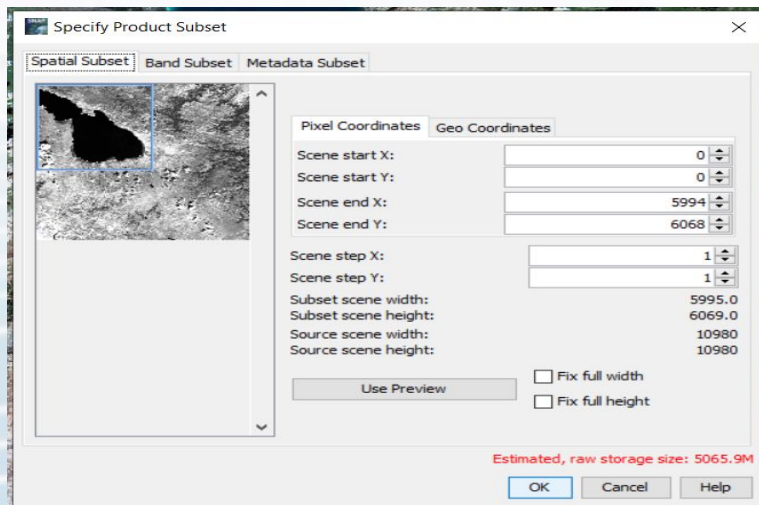 SNAP
Specify Product Subset
Spatial Subset Band Subset Metadata Subset
Pixel Coordinates Geo Coordinates
Scene start X: 0
Scene start Y: 0
Scene end X: 5994
Scene end Y: 6068
Scene step X: 1
Scene step Y: 1
Subset scene width: 5995.0
Subset scene height: 6069.0
Source scene width: 10980
Source scene height: 10980
Use Preview
Fix full width
Fix full height
Estimated, raw storage size: 5065.9M
OK Cancel Help